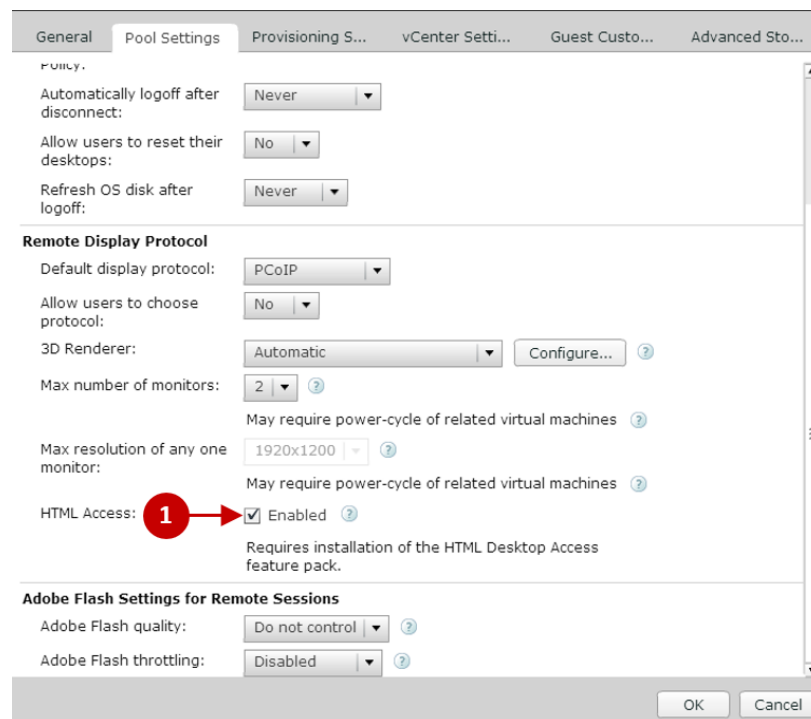 General Pool Settings Provisioning S... vCenter Setti... Guest Custo... Advanced Sto...
Policy:
Automatically logoff after disconnect: Never
Allow users to reset their desktops: No
Refresh OS disk after logoff: Never
Remote Display Protocol
Default display protocol: PCoIP
Allow users to choose protocol: No
3D Renderer: Automatic Configure... ?
Max number of monitors: 2 ?
May require power-cycle of related virtual machines ?
Max resolution of any one monitor: 1920x1200 ?
May require power-cycle of related virtual machines ?
HTML Access: 1 Enabled ?
Requires installation of the HTML Desktop Access
feature pack.
Adobe Flash Settings for Remote Sessions
Adobe Flash quality: Do not control ?
Adobe Flash throttling: Disabled ?
OK Cancel